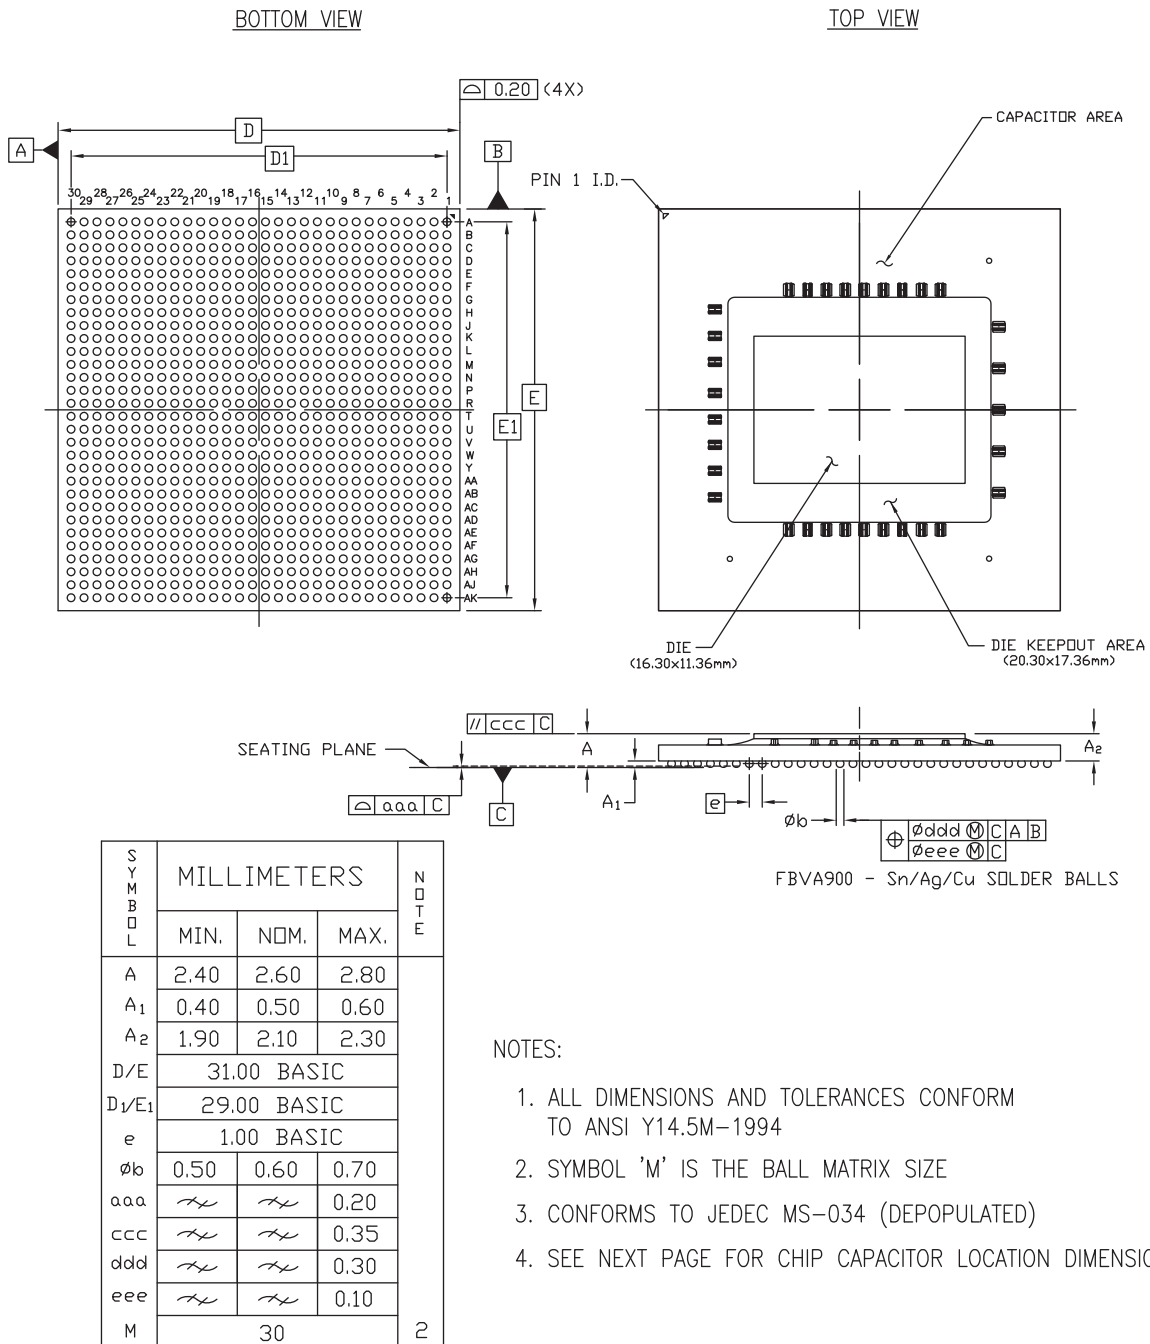 BOTTOM VIEW
TOP VIEW
⌓ 0.20 (4X)
D
A
D1
B
CAPACITOR AREA
PIN 1 I.D.
30 28 26 24 22 20 18 16 14 12 10 8 6 4 2
29 27 25 23 21 19 17 15 13 11 9 7 5 3 1
A
B
C
D
E
F
G
H
J
K
L
M
N
P
R
T
U
V
W
Y
AA
AB
AC
AD
AE
AF
AG
AH
AJ
AK
E
E1
DIE
(16.30x11.36mm)
DIE KEEPOUT AREA
(20.30x17.36mm)
// ccc C
SEATING PLANE
A
A2
⌓ aaa C
C
A1
e
Øb
⌖ Øddd Ⓜ C A B
Øeee Ⓜ C
FBVA900 - Sn/Ag/Cu SOLDER BALLS
SYMBOL MILLIMETERS NOTE
MIN. NOM. MAX.
A 2.40 2.60 2.80
A1 0.40 0.50 0.60
A2 1.90 2.10 2.30
D/E 31.00 BASIC
D1/E1 29.00 BASIC
e 1.00 BASIC
Øb 0.50 0.60 0.70
aaa 0.20
ccc 0.35
ddd 0.30
eee 0.10
M 30 2
NOTES:
1. ALL DIMENSIONS AND TOLERANCES CONFORM
TO ANSI Y14.5M-1994
2. SYMBOL 'M' IS THE BALL MATRIX SIZE
3. CONFORMS TO JEDEC MS-034 (DEPOPULATED)
4. SEE NEXT PAGE FOR CHIP CAPACITOR LOCATION DIMENSIO